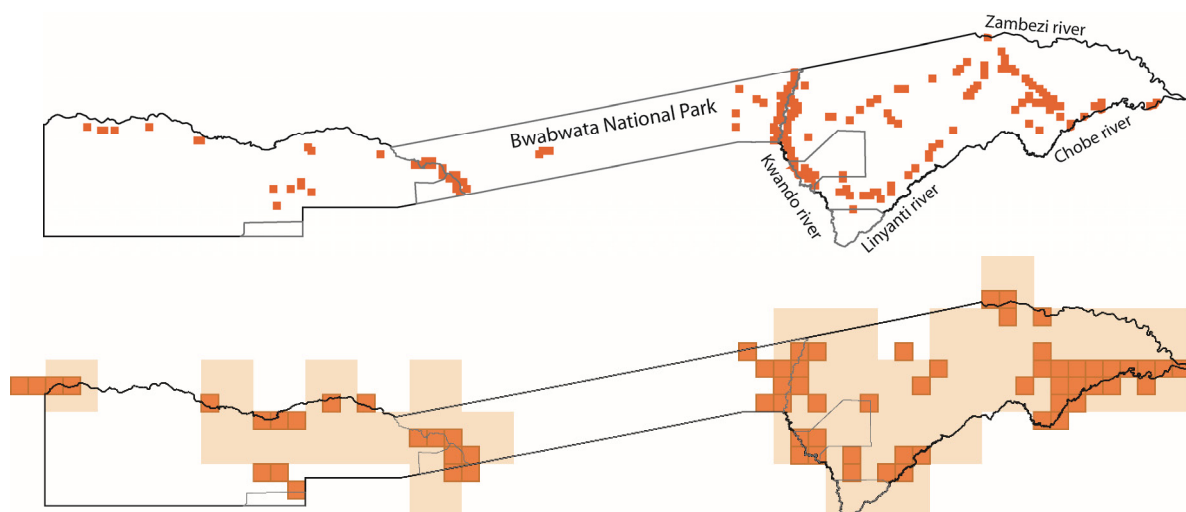 Zambezi river
Bwabwata National Park
Chobe river
Kwando river
Linyanti river